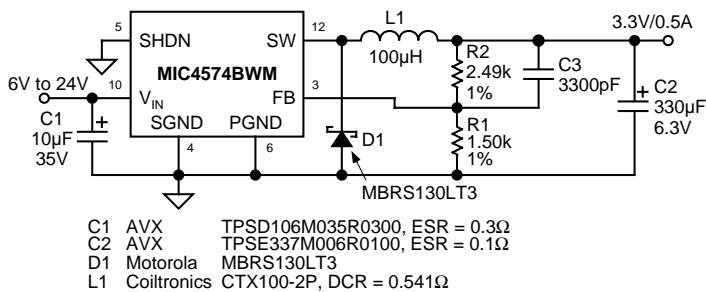 5
SHDN
SW
12
L1
100µH
3.3V/0.5A
MIC4574BWM
6V to 24V
10
VIN
FB
3
R2
2.49k
1%
C3
3300pF
C2
330µF
6.3V
C1
10µF
35V
SGND
PGND
4
6
D1
R1
1.50k
1%
MBRS130LT3
C1 AVX TPSD106M035R0300, ESR = 0.3Ω
C2 AVX TPSE337M006R0100, ESR = 0.1Ω
D1 Motorola MBRS130LT3
L1 Coiltronics CTX100-2P, DCR = 0.541Ω